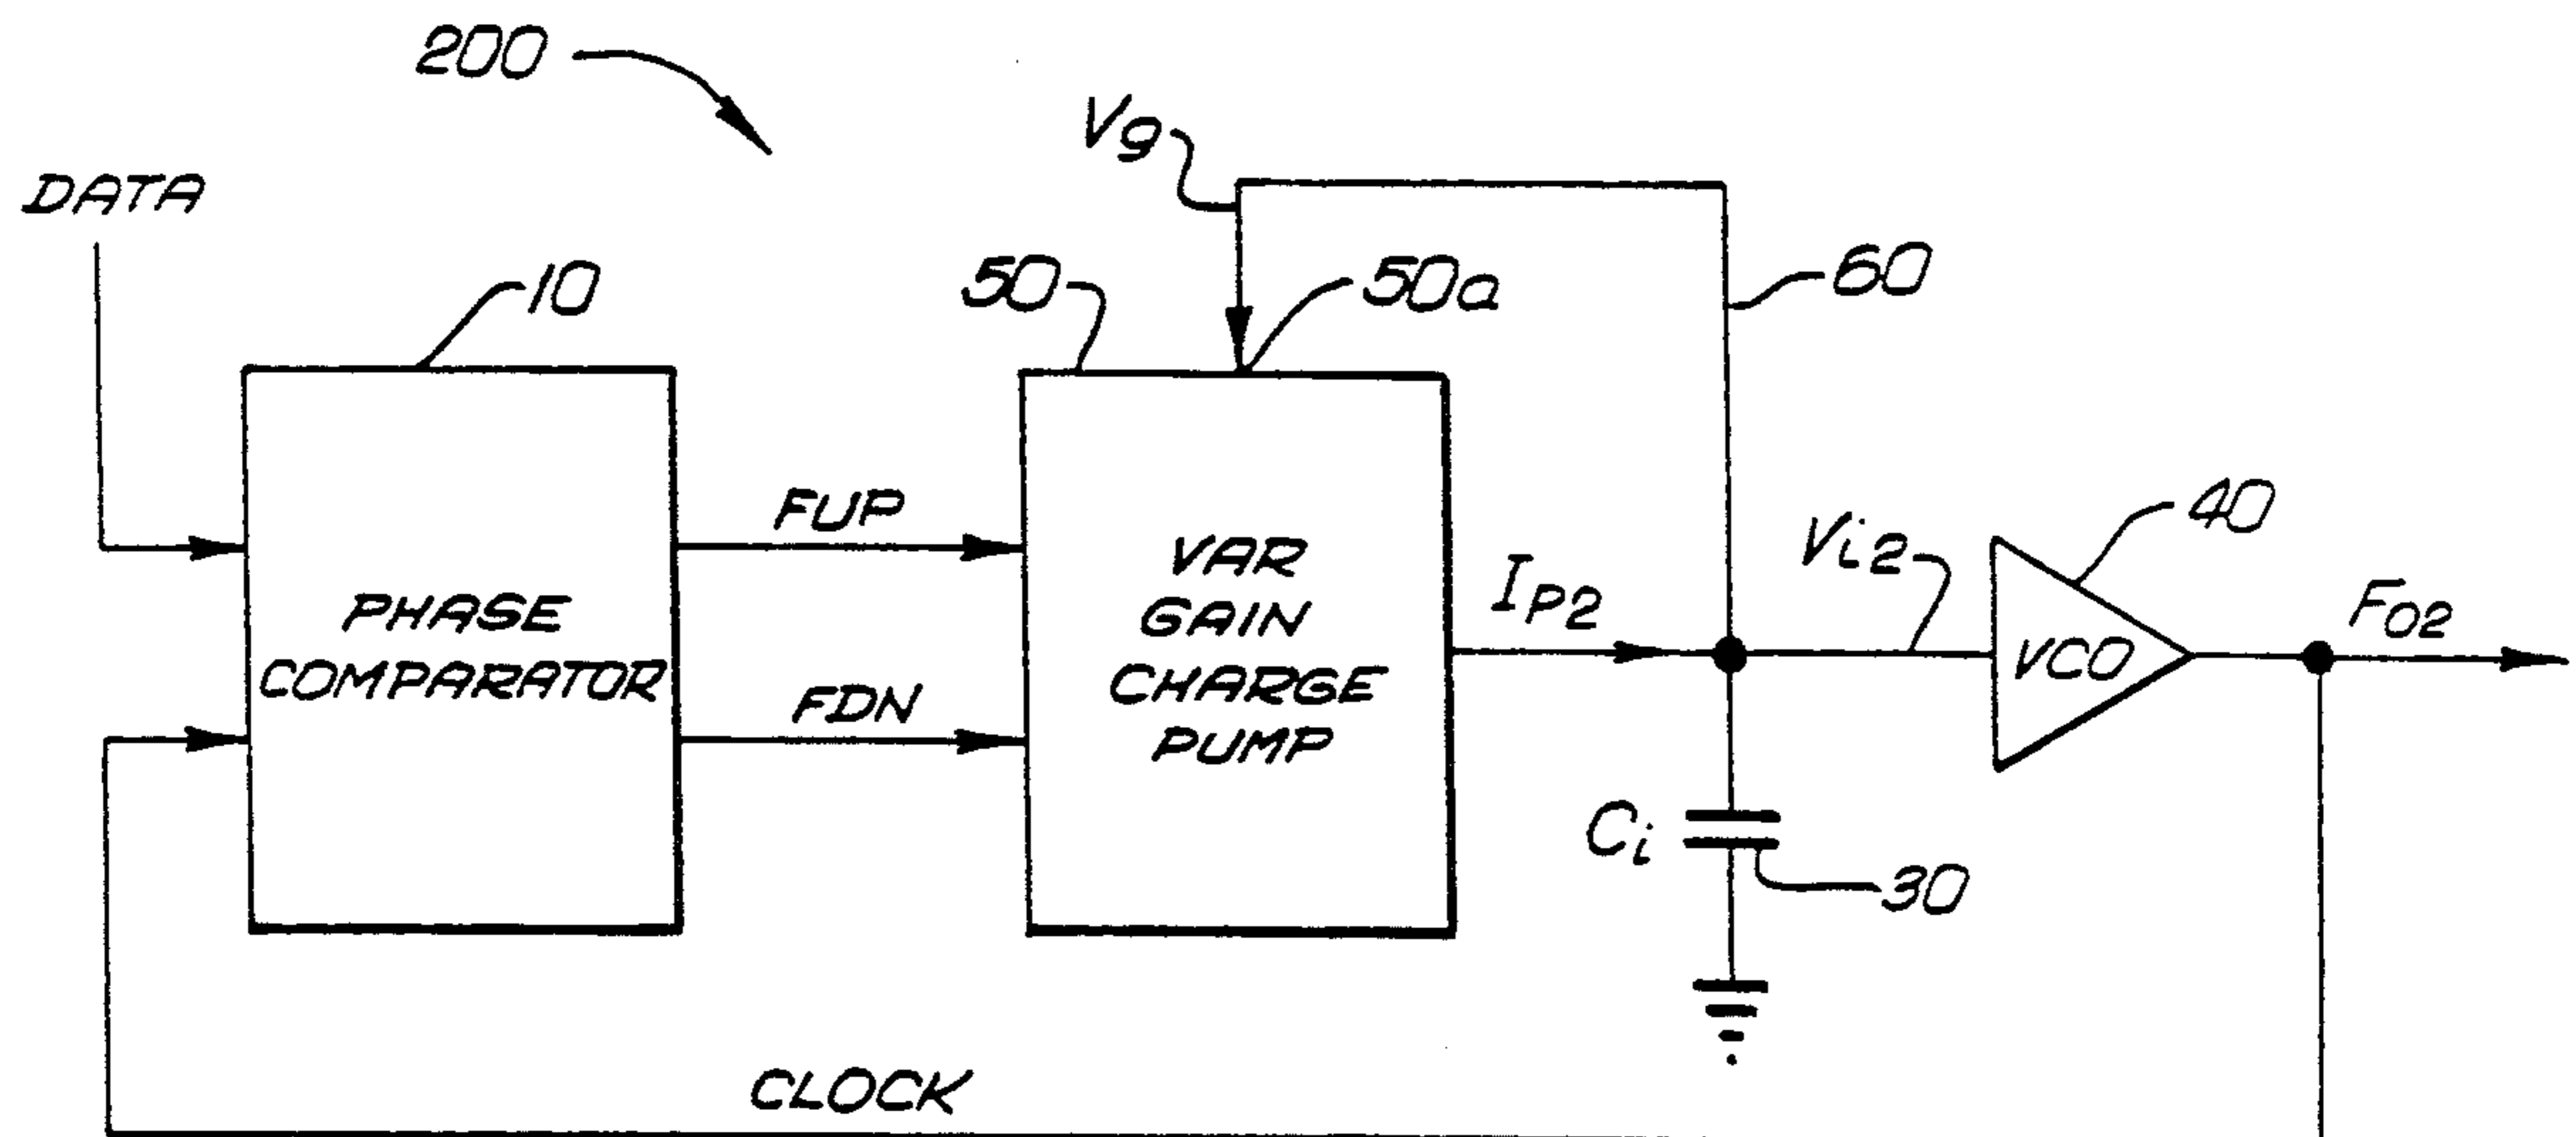 200
Vg
DATA
10
50
50a
60
FUP
FDN
PHASE
COMPARATOR
VAR
GAIN
CHARGE
PUMP
IP2
Vi2
40
VCO
FO2
Ci
30
CLOCK